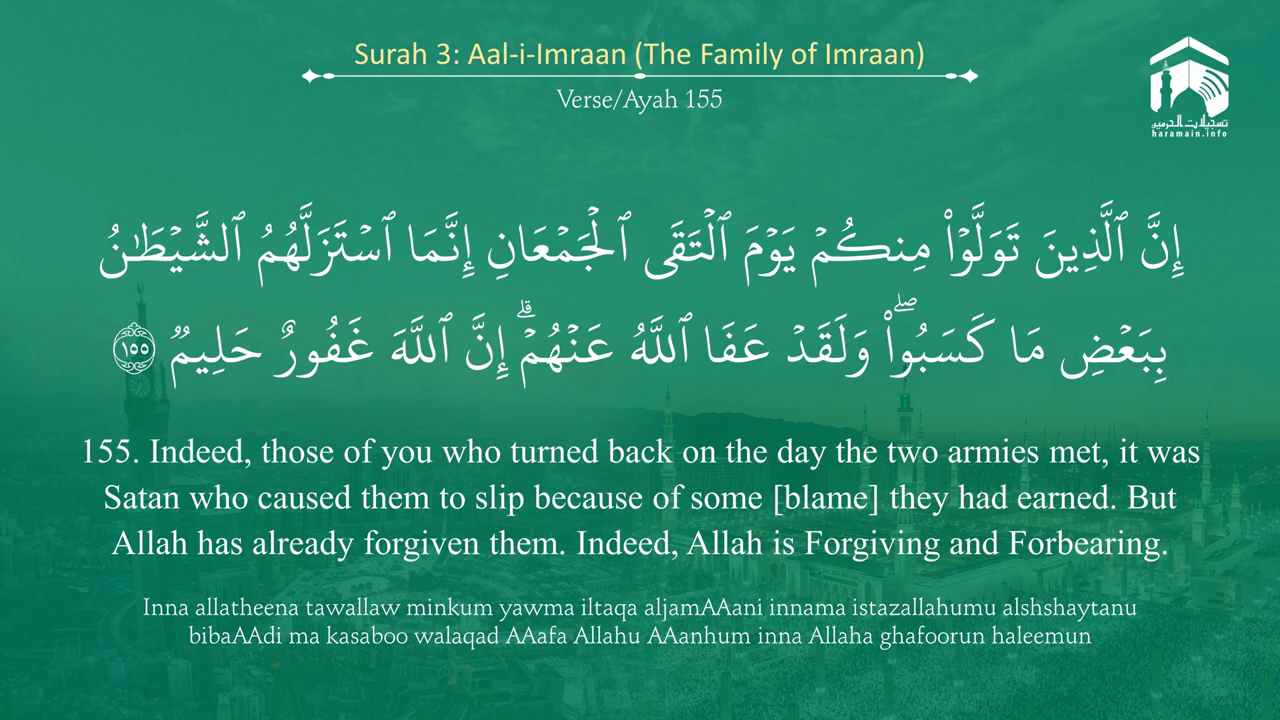 Surah 3: Aal-i-Imraan (The Family of Imraan)
Verse/Ayah 155
تسجيلات الحرمين
haramain.info
إِنَّ ٱلَّذِينَ تَوَلَّوْا۟ مِنكُمْ يَوْمَ ٱلْتَقَى ٱلْجَمْعَانِ إِنَّمَا ٱسْتَزَلَّهُمُ ٱلشَّيْطَـٰنُ
بِبَعْضِ مَا كَسَبُوا۟ ۖ وَلَقَدْ عَفَا ٱللَّهُ عَنْهُمْ ۗ إِنَّ ٱللَّهَ غَفُورٌ حَلِيمٌ ١٥٥
155. Indeed, those of you who turned back on the day the two armies met, it was
Satan who caused them to slip because of some [blame] they had earned. But
Allah has already forgiven them. Indeed, Allah is Forgiving and Forbearing.
Inna allatheena tawallaw minkum yawma iltaqa aljamAAani innama istazallahumu alshshaytanu
bibaAAdi ma kasaboo walaqad AAafa Allahu AAanhum inna Allaha ghafoorun haleemun